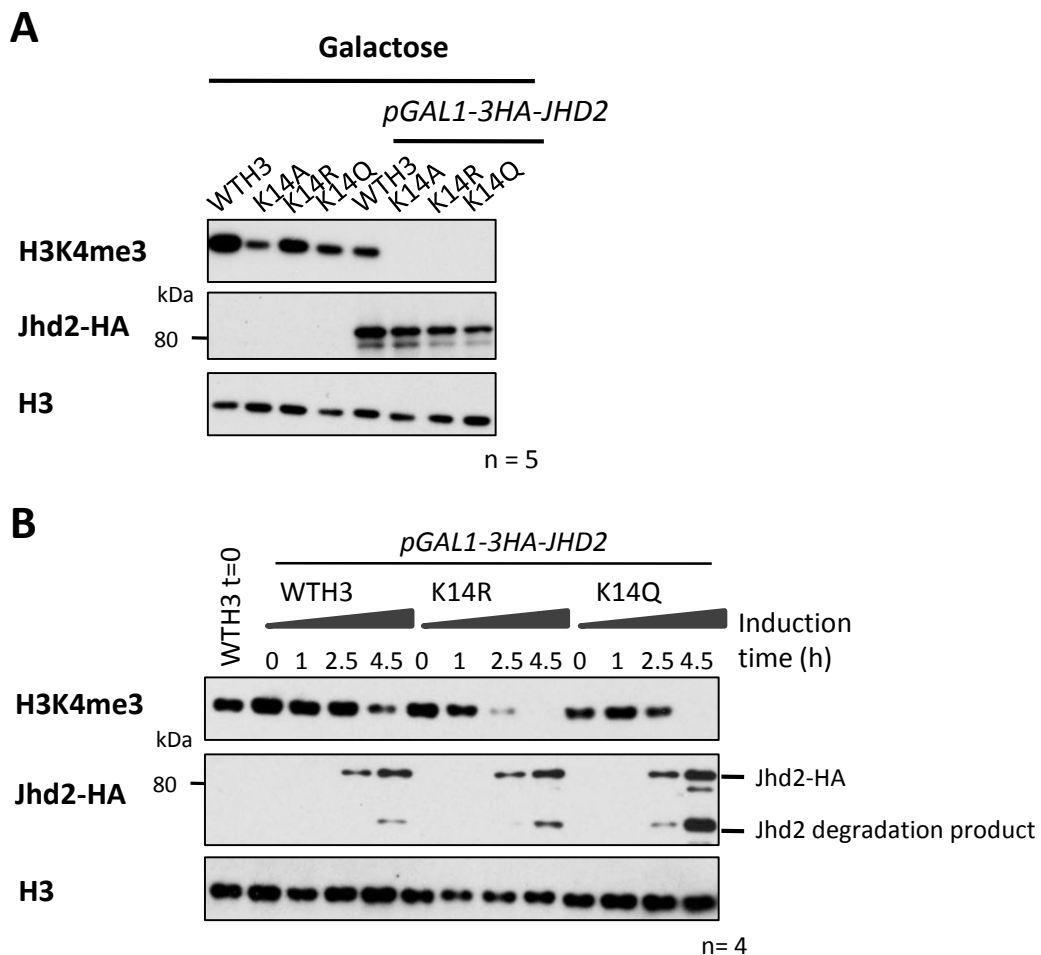 A
Galactose
pGAL1-3HA-JHD2
WTH3 K14A K14R K14Q WTH3 K14A K14R K14Q
H3K4me3
kDa
Jhd2-HA 80
H3
n = 5
B
pGAL1-3HA-JHD2
WTH3 t=0
WTH3 K14R K14Q
Induction
time (h)
0 1 2.5 4.5 0 1 2.5 4.5 0 1 2.5 4.5
H3K4me3
kDa
80
Jhd2-HA
Jhd2-HA
Jhd2 degradation product
H3
n= 4